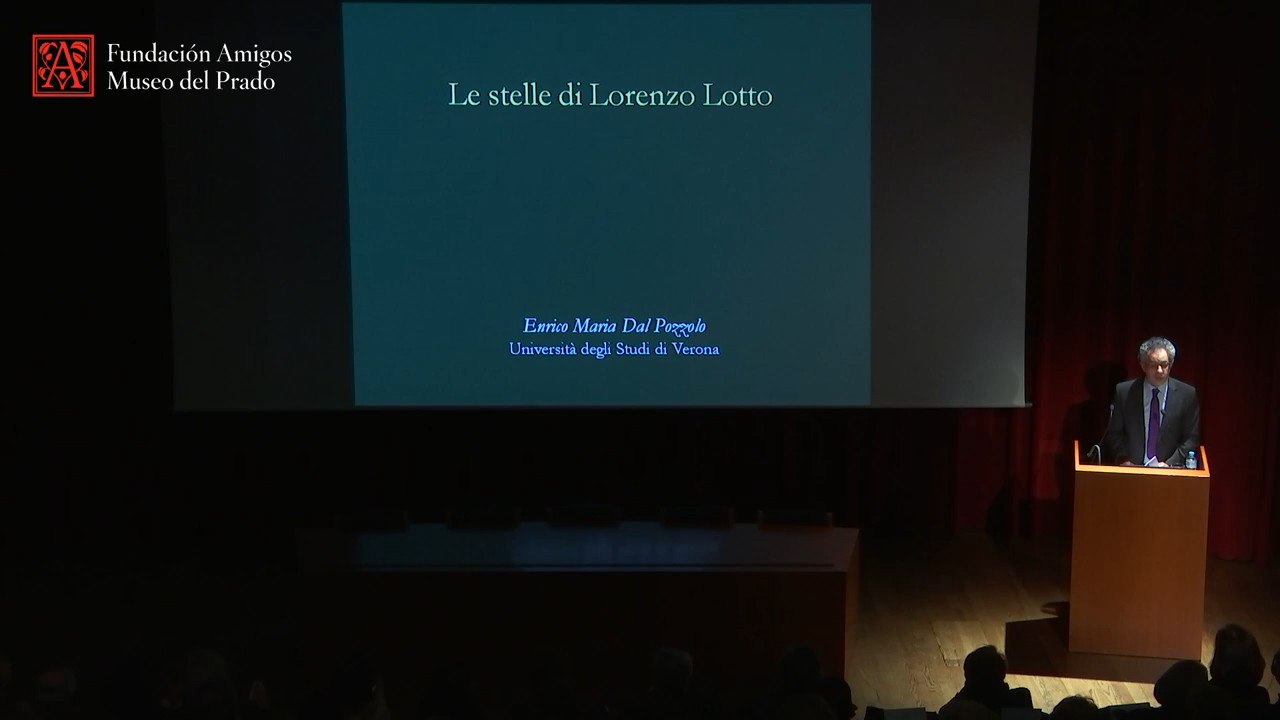 Fundación Amigos
Museo del Prado
Le stelle di Lorenzo Lotto
Enrico Maria Dal Pozzolo
Università degli Studi di Verona